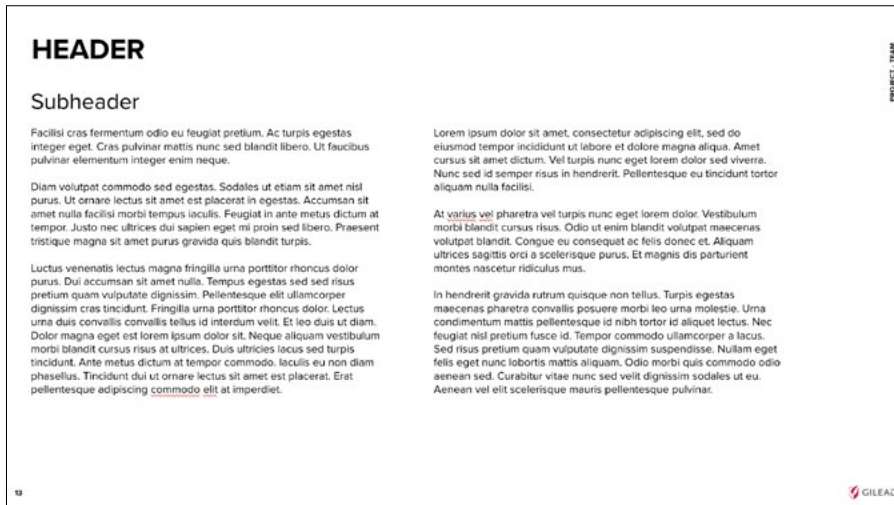 HEADER
PROJECT - TEAM
Subheader
Facilisi cras fermentum odio eu feugiat pretium. Ac turpis egestas
integer eget. Cras pulvinar mattis nunc sed blandit libero. Ut faucibus
pulvinar elementum integer enim neque.
Diam volutpat commodo sed egestas. Sodales ut etiam sit amet nisl
purus. Ut ornare lectus sit amet est placerat in egestas. Accumsan sit
amet nulla facilisi morbi tempus iaculis. Feugiat in ante metus dictum at
tempor. Justo nec ultrices dui sapien eget mi proin sed libero. Praesent
tristique magna sit amet purus gravida quis blandit turpis.
Luctus venenatis lectus magna fringilla urna porttitor rhoncus dolor
purus. Dui accumsan sit amet nulla. Tempus egestas sed sed risus
pretium quam vulputate dignissim. Pellentesque elit ullamcorper
dignissim cras tincidunt. Fringilla urna porttitor rhoncus dolor. Lectus
urna duis convallis convallis tellus id interdum velit. Et leo duis ut diam.
Dolor magna eget est lorem ipsum dolor sit. Neque aliquam vestibulum
morbi blandit cursus risus at ultrices. Duis ultricies lacus sed turpis
tincidunt. Ante metus dictum at tempor commodo. Iaculis eu non diam
phasellus. Tincidunt dui ut ornare lectus sit amet est placerat. Erat
pellentesque adipiscing commodo elit at imperdiet.
Lorem ipsum dolor sit amet, consectetur adipiscing elit, sed do
eiusmod tempor incididunt ut labore et dolore magna aliqua. Amet
cursus sit amet dictum. Vel turpis nunc eget lorem dolor sed viverra.
Nunc sed id semper risus in hendrerit. Pellentesque eu tincidunt tortor
aliquam nulla facilisi.
At varius vel pharetra vel turpis nunc eget lorem dolor. Vestibulum
morbi blandit cursus risus. Odio ut enim blandit volutpat maecenas
volutpat blandit. Congue eu consequat ac felis donec et. Aliquam
ultrices sagittis orci a scelerisque purus. Et magnis dis parturient
montes nascetur ridiculus mus.
In hendrerit gravida rutrum quisque non tellus. Turpis egestas
maecenas pharetra convallis posuere morbi leo urna molestie. Urna
condimentum mattis pellentesque id nibh tortor id aliquet lectus. Nec
feugiat nisl pretium fusce id. Tempor commodo ullamcorper a lacus.
Sed risus pretium quam vulputate dignissim suspendisse. Nullam eget
felis eget nunc lobortis mattis aliquam. Odio morbi quis commodo odio
aenean sed. Curabitur vitae nunc sed velit dignissim sodales ut eu.
Aenean vel elit scelerisque mauris pellentesque pulvinar.
13
GILEAD